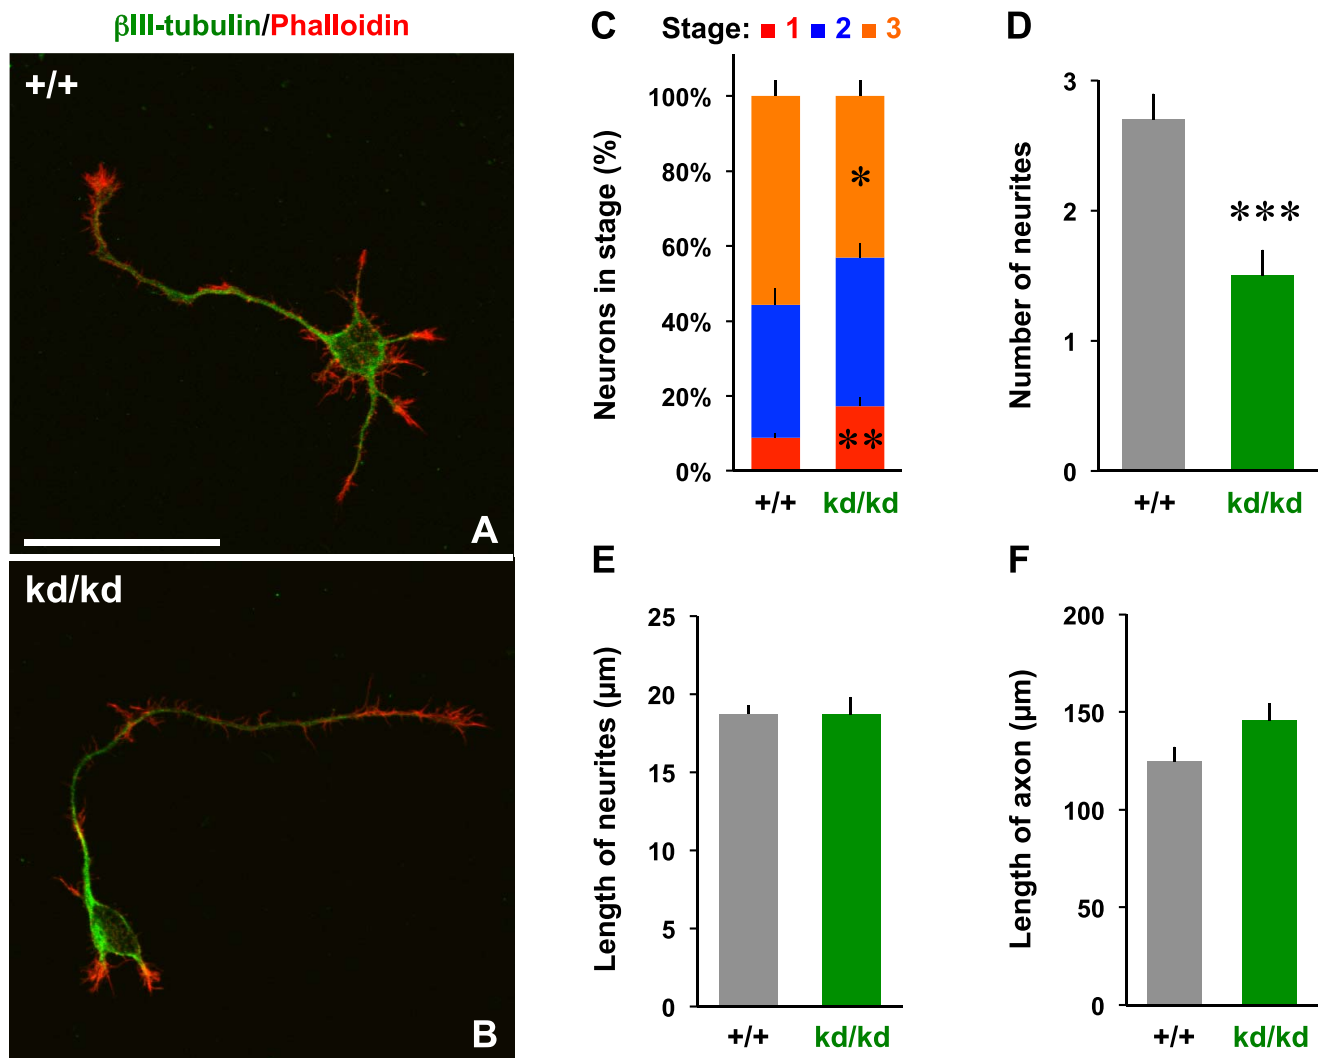 βIII-tubulin/Phalloidin
+/+
A
kd/kd
B
C
Stage: 1 2 3
Neurons in stage (%)
100%
80%
60%
40%
20%
0%
*
**
+/+ kd/kd
D
Number of neurites
3
2
1
0
***
+/+ kd/kd
E
Length of neurites (µm)
25
20
15
10
5
0
+/+ kd/kd
F
Length of axon (µm)
200
150
100
50
0
+/+ kd/kd